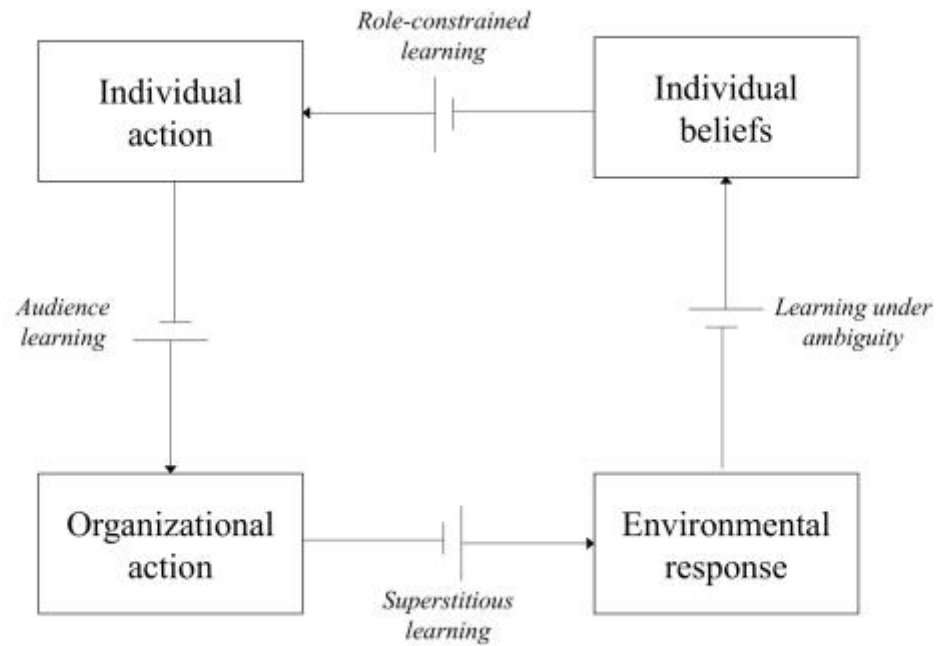 Role-constrained
learning
Individual
action
Individual
beliefs
Audience
learning
Learning under
ambiguity
Organizational
action
Environmental
response
Superstitious
learning